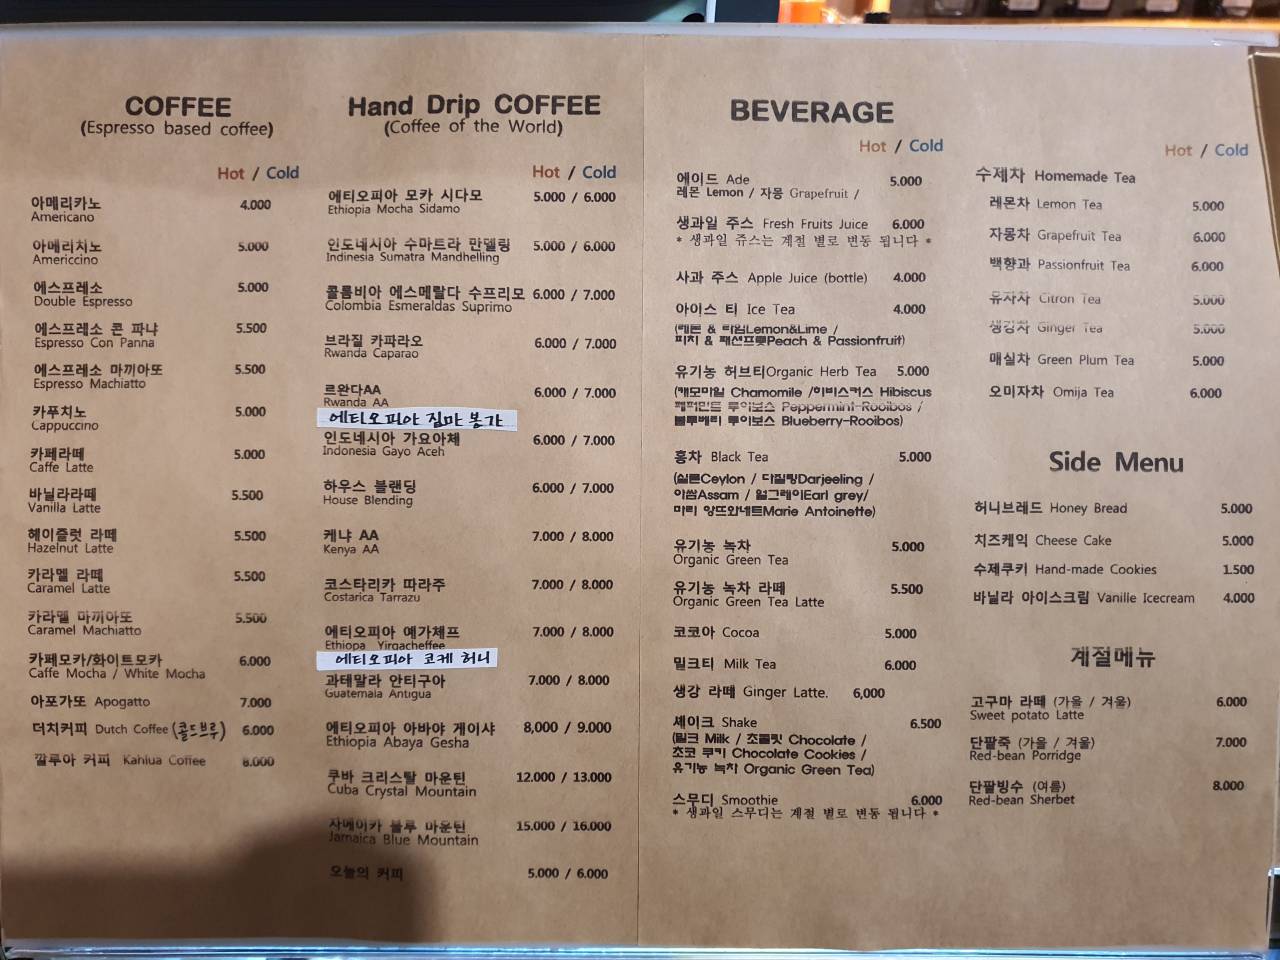 COFFEE
(Espresso based coffee)
Hot / Cold
아메리카노 4.000
Americano
아메리치노 5.000
Americcino
에스프레소 5.000
Double Espresso
에스프레소 콘 파냐 5.500
Espresso Con Panna
에스프레소 마끼아또 5.500
Espresso Machiatto
카푸치노 5.000
Cappuccino
카페라떼 5.000
Caffe Latte
바닐라라떼 5.500
Vanilla Latte
헤이즐럿 라떼 5.500
Hazelnut Latte
카라멜 라떼 5.500
Caramel Latte
카라멜 마끼아또 5.500
Caramel Machiatto
카페모카/화이트모카 6.000
Caffe Mocha / White Mocha
아포가또 Apogatto 7.000
더치커피 Dutch Coffee (콜드브루) 6.000
깔루아 커피 Kahlua Coffee 8.000
Hand Drip COFFEE
(Coffee of the World)
Hot / Cold
에티오피아 모카 시다모 5.000 / 6.000
Ethiopia Mocha Sidamo
인도네시아 수마트라 만델링 5.000 / 6.000
Indinesia Sumatra Mandhelling
콜롬비아 에스메랄다 수프리모 6.000 / 7.000
Colombia Esmeraldas Suprimo
브라질 카파라오 6.000 / 7.000
Rwanda Caparao
르완다AA 6.000 / 7.000
Rwanda AA
에티오피아 짐마 봉가
인도네시아 가요아체 6.000 / 7.000
Indonesia Gayo Aceh
하우스 블랜딩 6.000 / 7.000
House Blending
케냐 AA 7.000 / 8.000
Kenya AA
코스타리카 따라주 7.000 / 8.000
Costarica Tarrazu
에티오피아 예가체프 7.000 / 8.000
Ethiopa Yirgacheffee
에티오피아 코케 허니
과테말라 안티구아 7.000 / 8.000
Guatemala Antigua
에티오피아 아바야 게이샤 8,000 / 9.000
Ethiopia Abaya Gesha
쿠바 크리스탈 마운틴 12.000 / 13.000
Cuba Crystal Mountain
자메이카 블루 마운틴 15.000 / 16.000
Jamaica Blue Mountain
오늘의 커피 5.000 / 6.000
BEVERAGE
Hot / Cold
에이드 Ade 5.000
레몬 Lemon / 자몽 Grapefruit /
생과일 주스 Fresh Fruits Juice 6.000
* 생과일 쥬스는 계절 별로 변동 됩니다 *
사과 주스 Apple Juice (bottle) 4.000
아이스 티 Ice Tea 4.000
(레몬 & 라임Lemon&Lime /
피치 & 패션프룻Peach & Passionfruit)
유기농 허브티Organic Herb Tea 5.000
(캐모마일 Chamomile /히비스커스 Hibiscus
페퍼민트 루이보스 Peppermint-Rooibos /
블루베리 루이보스 Blueberry-Rooibos)
홍차 Black Tea 5.000
(실론Ceylon / 다질링Darjeeling /
아쌈Assam / 얼그레이Earl grey/
마리 앙뜨와네트Marie Antoinette)
유기농 녹차 5.000
Organic Green Tea
유기농 녹차 라떼 5.500
Organic Green Tea Latte
코코아 Cocoa 5.000
밀크티 Milk Tea 6.000
생강 라떼 Ginger Latte. 6,000
셰이크 Shake 6.500
(밀크 Milk / 초콜릿 Chocolate /
초코 쿠키 Chocolate Cookies /
유기농 녹차 Organic Green Tea)
스무디 Smoothie 6.000
* 생과일 스무디는 계절 별로 변동 됩니다 *
Hot / Cold
수제차 Homemade Tea
레몬차 Lemon Tea 5.000
자몽차 Grapefruit Tea 6.000
백향과 Passionfruit Tea 6.000
유자차 Citron Tea 5.000
생강차 Ginger Tea 5.000
매실차 Green Plum Tea 5.000
오미자차 Omija Tea 6.000
Side Menu
허니브레드 Honey Bread 5.000
치즈케익 Cheese Cake 5.000
수제쿠키 Hand-made Cookies 1.500
바닐라 아이스크림 Vanille Icecream 4.000
계절메뉴
고구마 라떼 (가을 / 겨울) 6.000
Sweet potato Latte
단팥죽 (가을 / 겨울) 7.000
Red-bean Porridge
단팥빙수 (여름) 8.000
Red-bean Sherbet